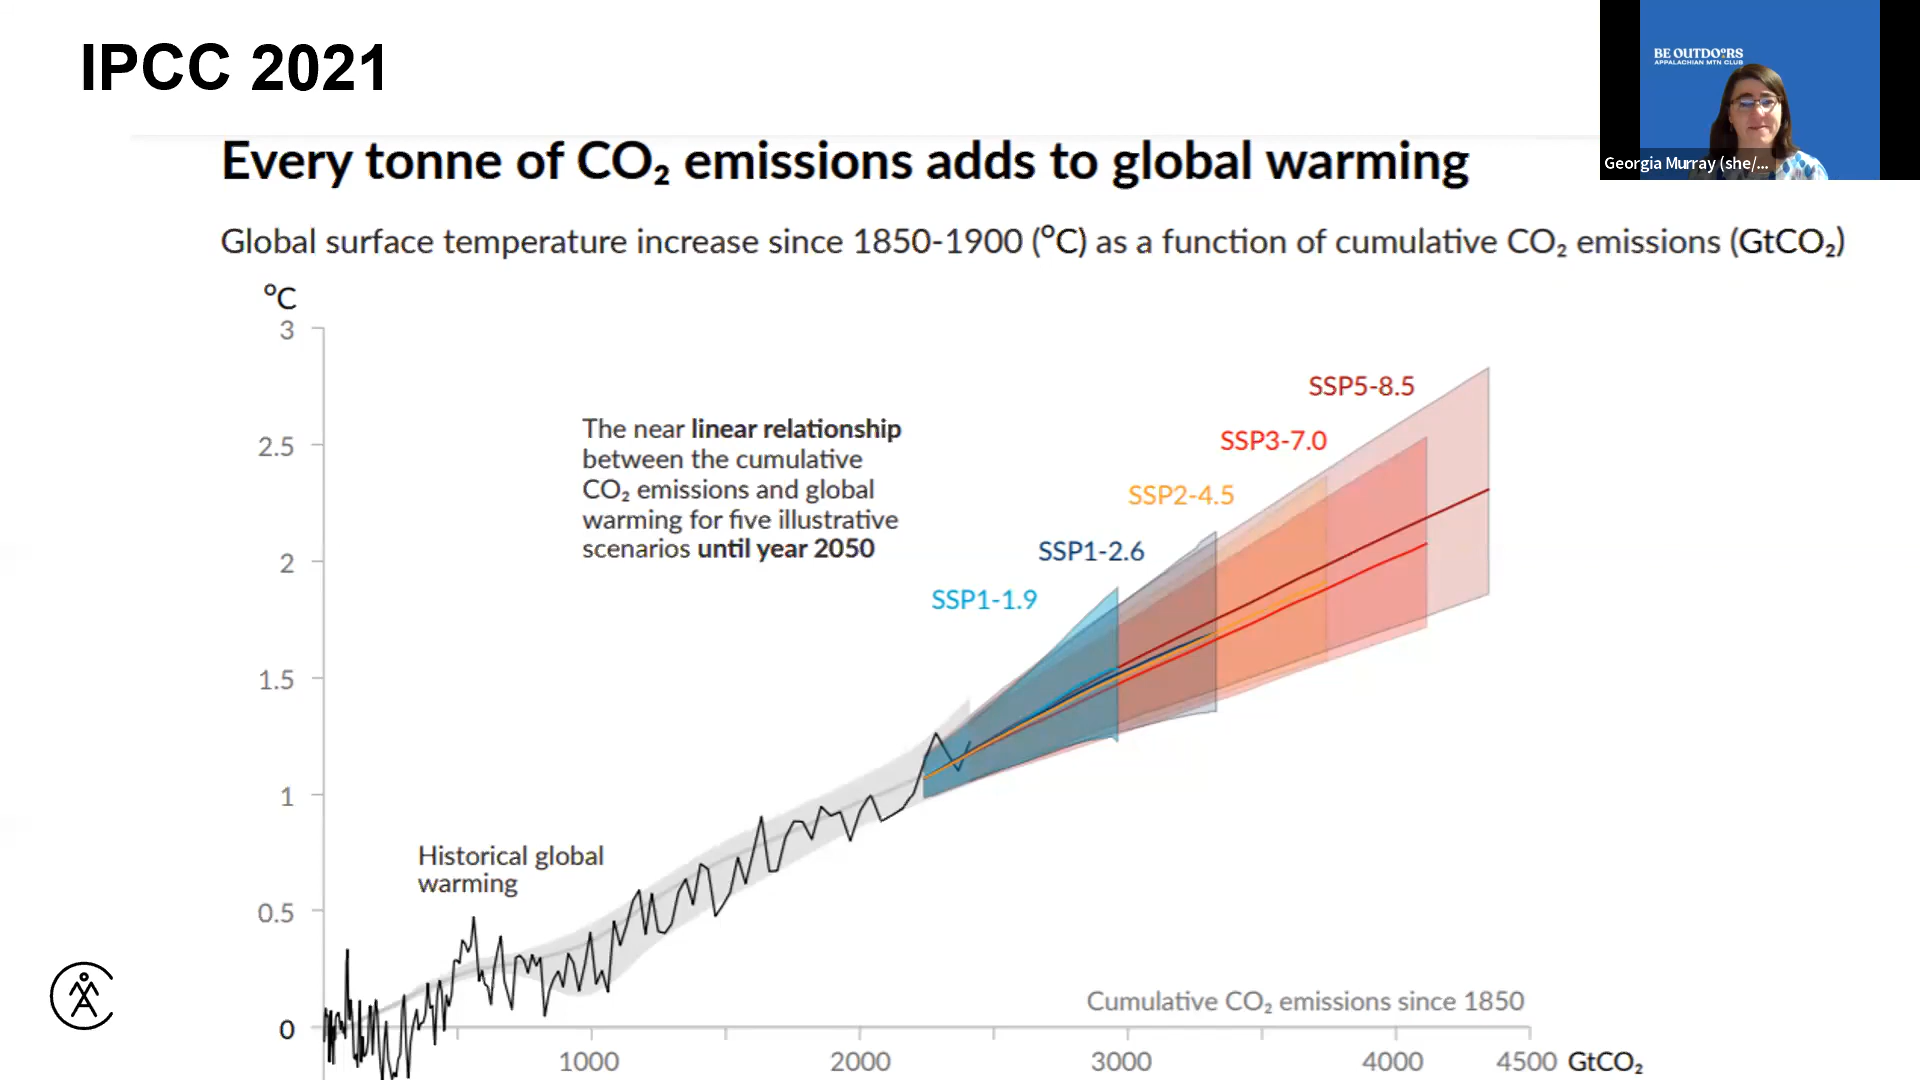 IPCC 2021
BE OUTDOORS
APPALACHIAN MTN CLUB
Georgia Murray (she/...
Every tonne of CO₂ emissions adds to global warming
Global surface temperature increase since 1850-1900 (°C) as a function of cumulative CO₂ emissions (GtCO₂)
°C
3
2.5
2
1.5
1
0.5
0
The near linear relationship
between the cumulative
CO₂ emissions and global
warming for five illustrative
scenarios until year 2050
SSP5-8.5
SSP3-7.0
SSP2-4.5
SSP1-2.6
SSP1-1.9
Historical global
warming
Cumulative CO₂ emissions since 1850
1000 2000 3000 4000 4500 GtCO₂